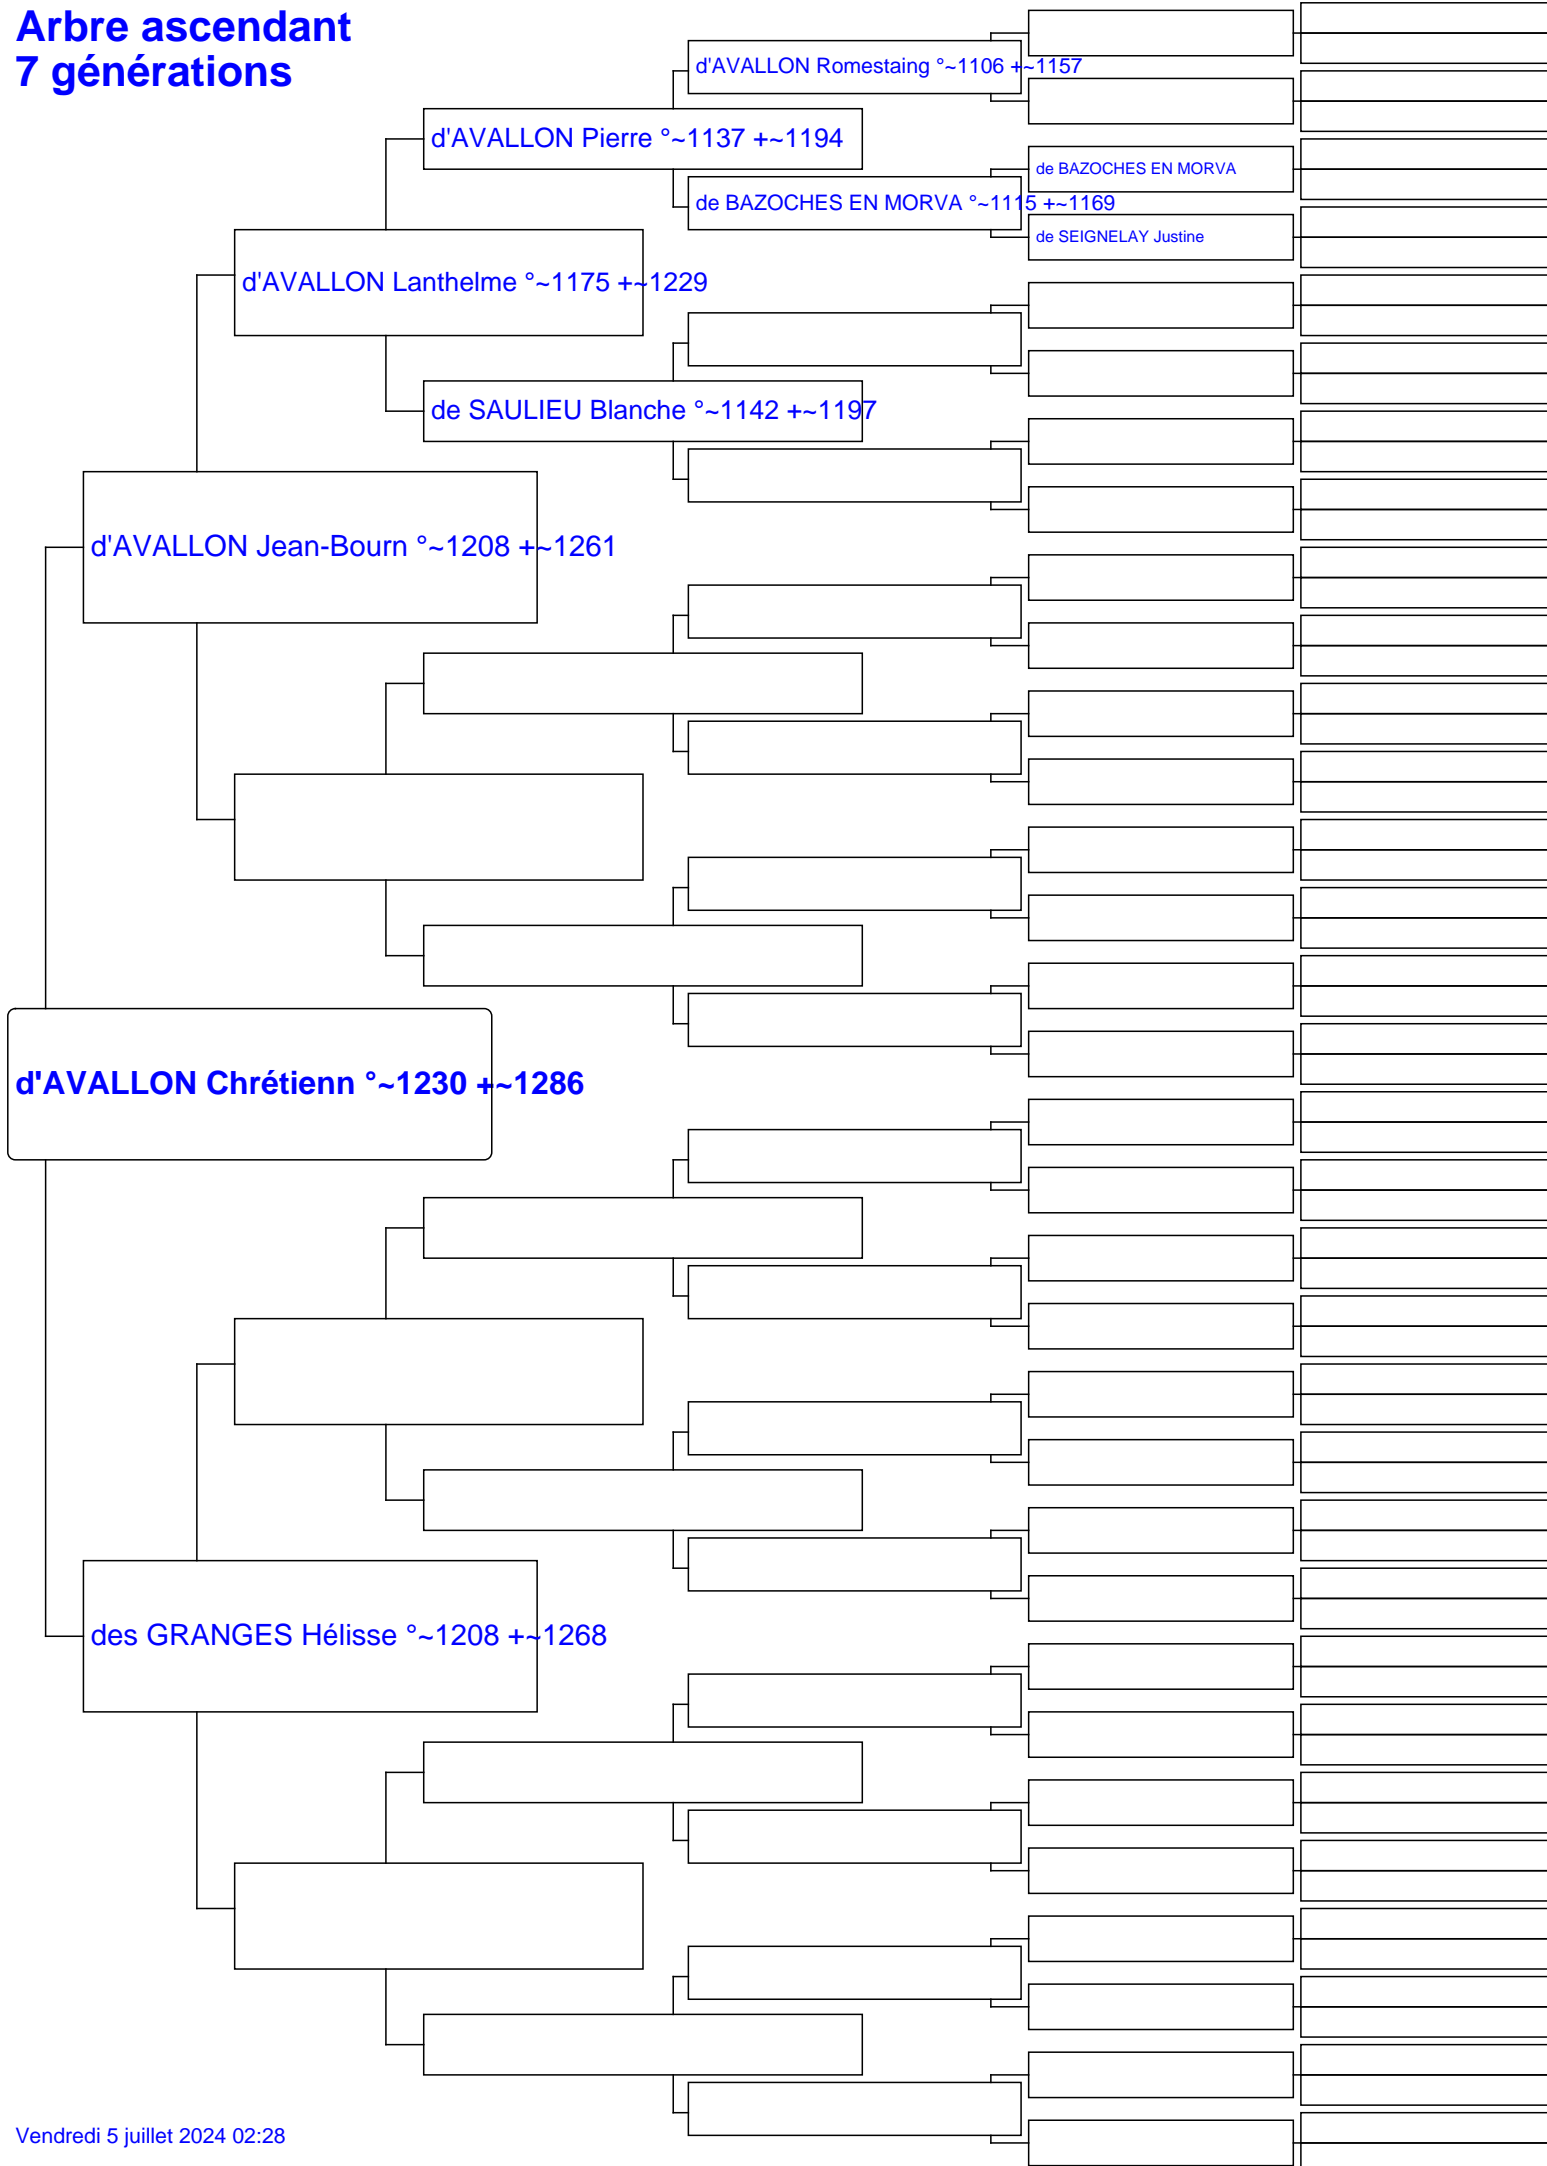 Arbre ascendant
7 générations
d'AVALLON Romestaing °~1106 +~1157
d'AVALLON Pierre °~1137 +~1194
de BAZOCHES EN MORVA
de BAZOCHES EN MORVA °~1115 +~1169
de SEIGNELAY Justine
d'AVALLON Lanthelme °~1175 +~1229
de SAULIEU Blanche °~1142 +~1197
d'AVALLON Jean-Bourn °~1208 +~1261
d'AVALLON Chrétienn °~1230 +~1286
des GRANGES Hélisse °~1208 +~1268
Vendredi 5 juillet 2024 02:28